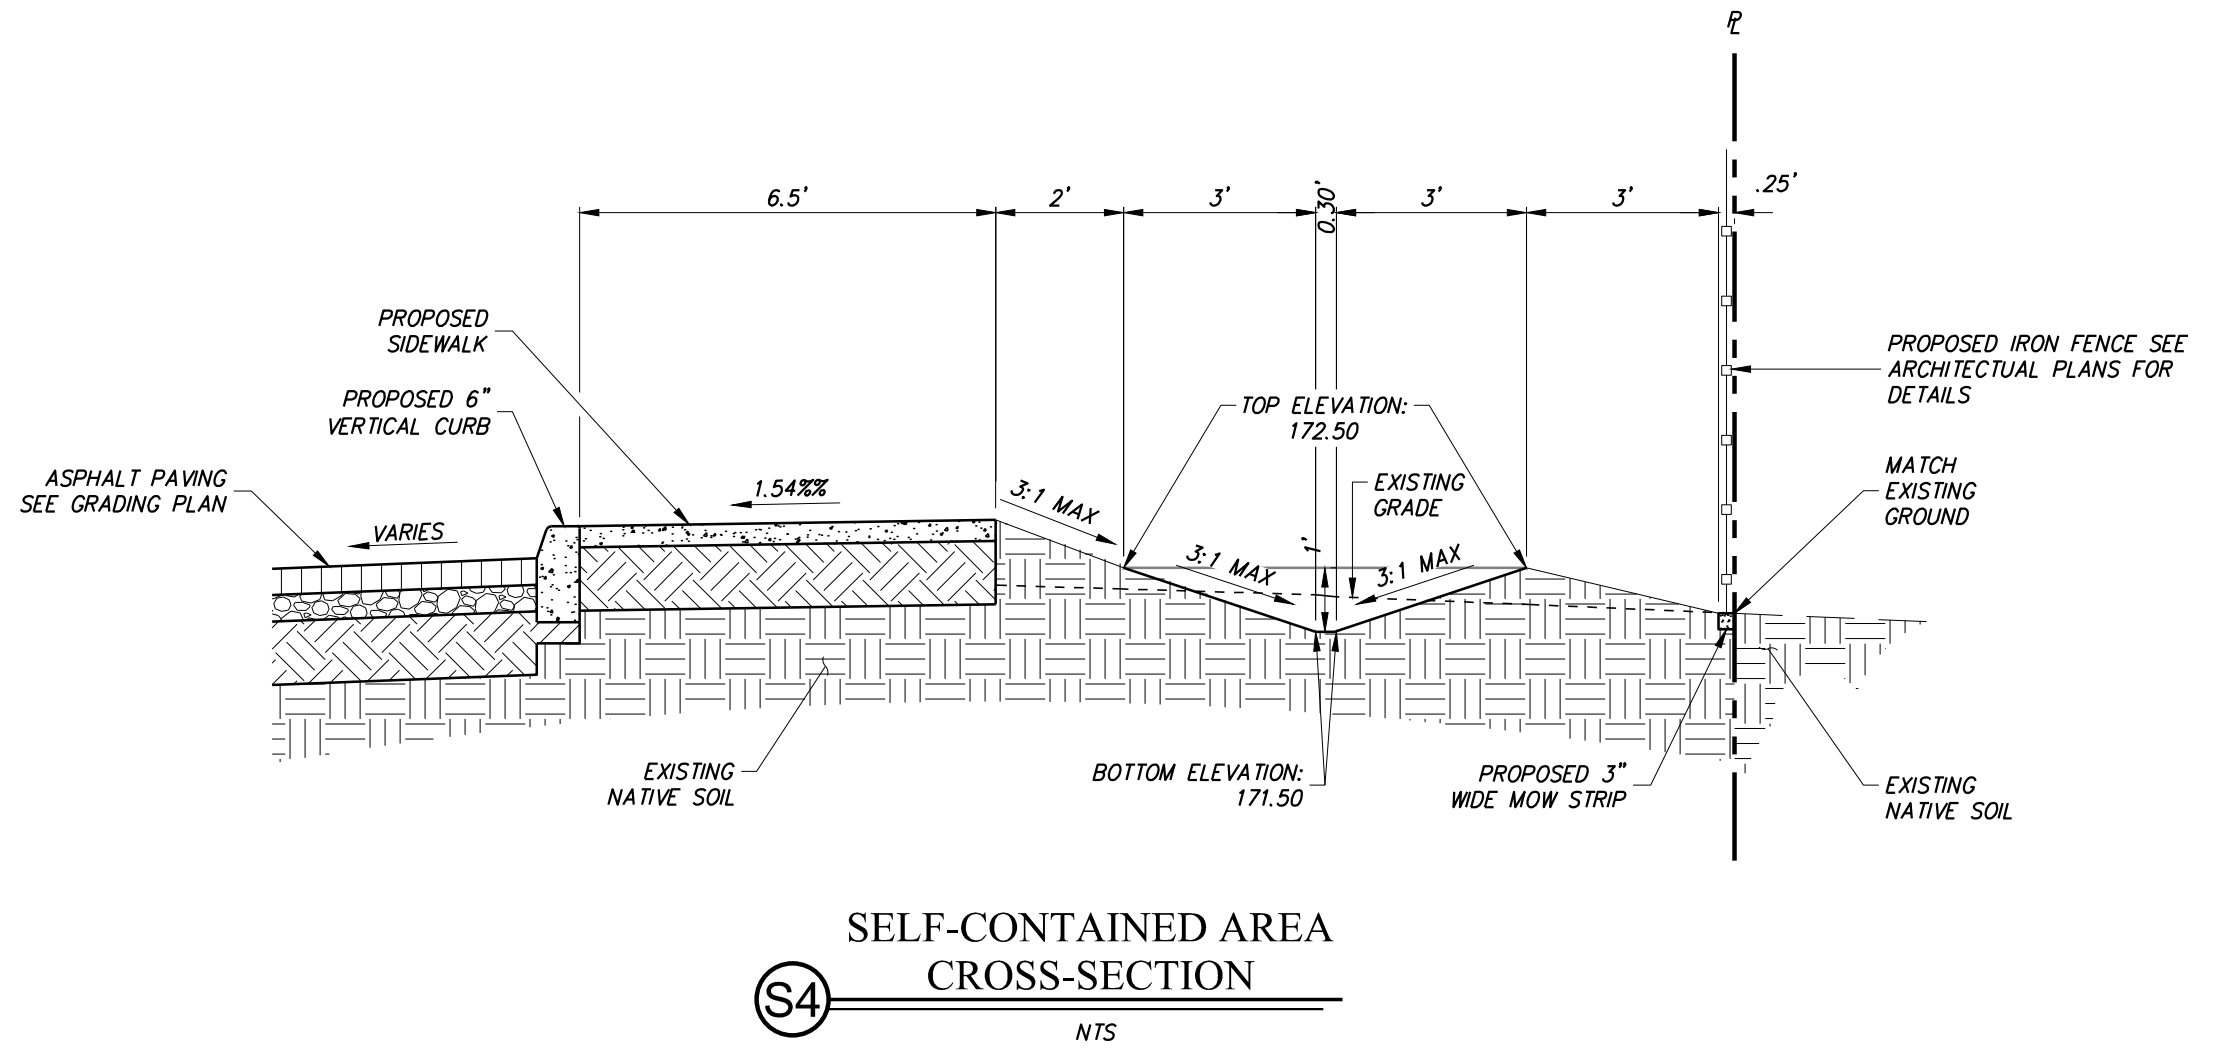 PL
6.5'
2'
3'
0.30'
3'
3'
.25'
PROPOSED
SIDEWALK
PROPOSED 6"
VERTICAL CURB
ASPHALT PAVING
SEE GRADING PLAN
VARIES
1.54%%
3:1 MAX
TOP ELEVATION:
172.50
EXISTING
GRADE
3:1 MAX
1'
3:1 MAX
PROPOSED IRON FENCE SEE
ARCHITECTUAL PLANS FOR
DETAILS
MATCH
EXISTING
GROUND
EXISTING
NATIVE SOIL
BOTTOM ELEVATION:
171.50
PROPOSED 3"
WIDE MOW STRIP
EXISTING
NATIVE SOIL
SELF-CONTAINED AREA
CROSS-SECTION
S4
NTS